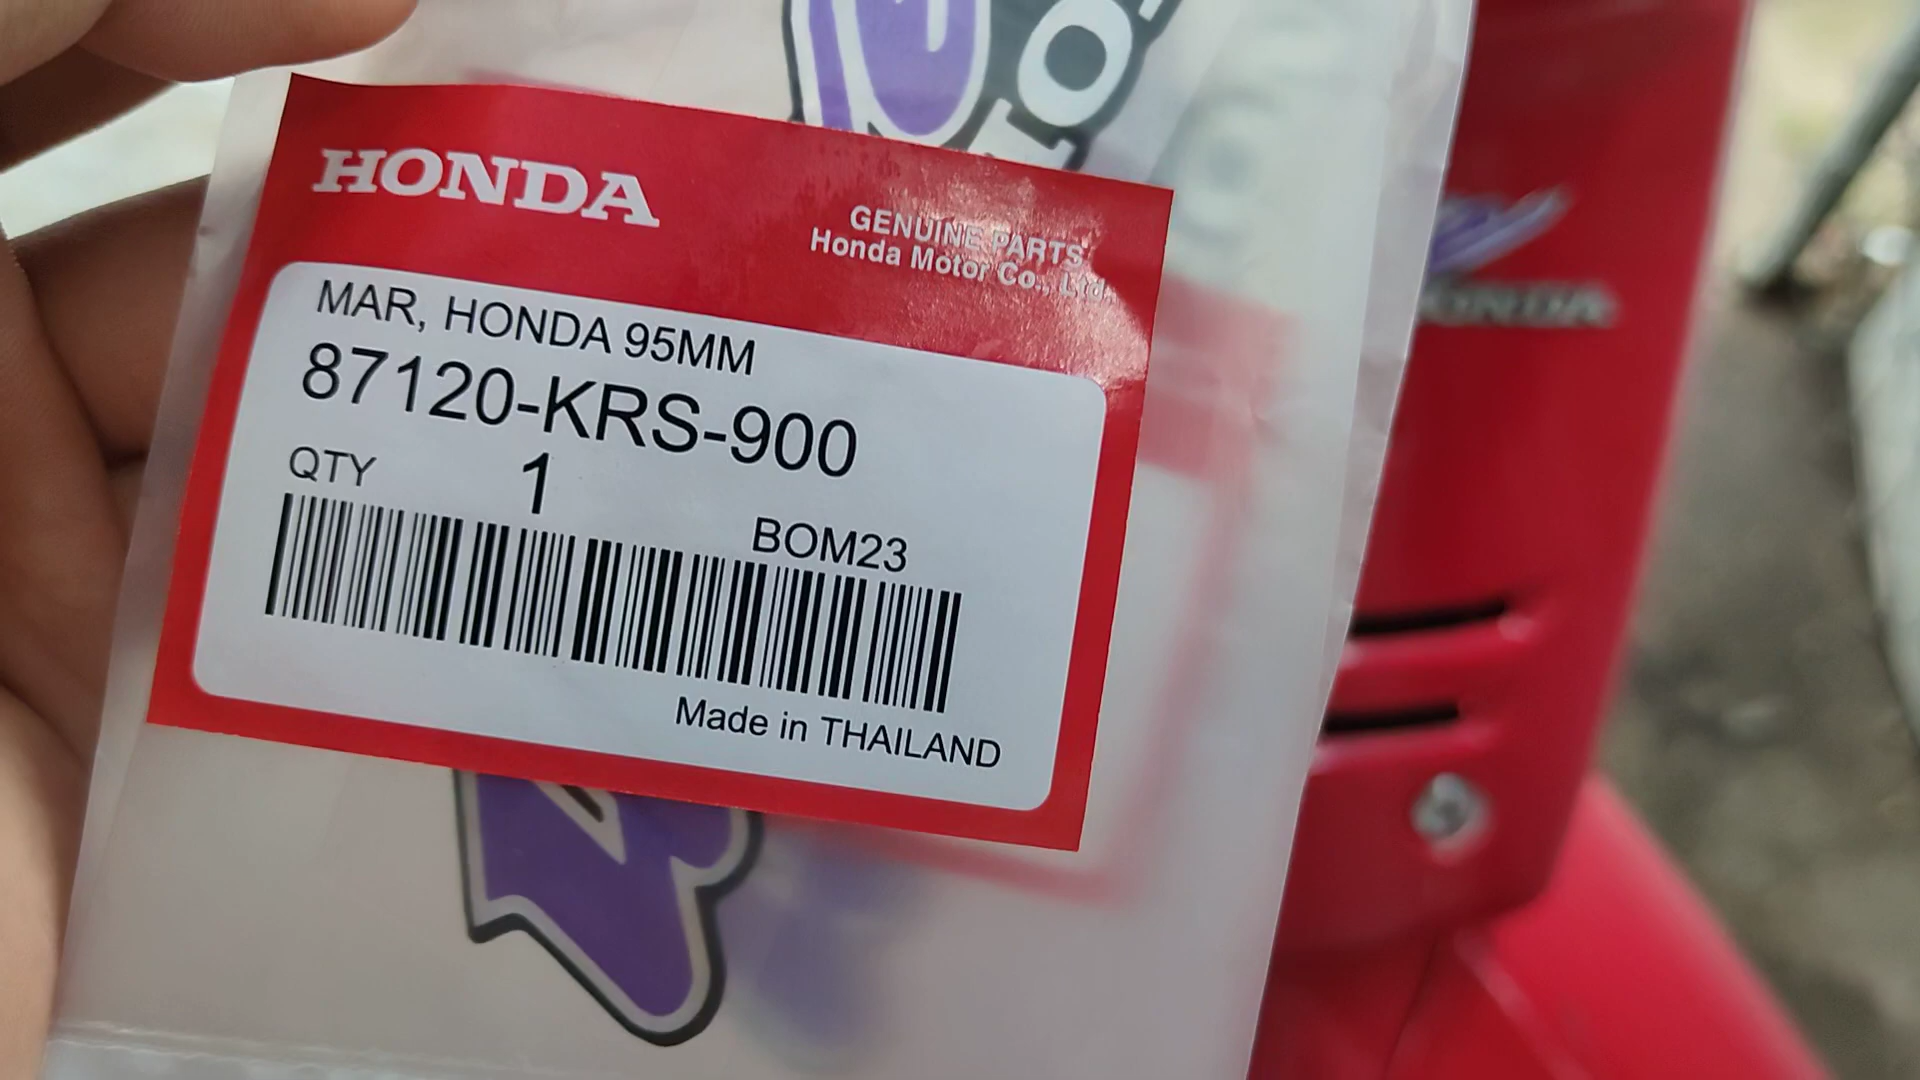 HONDA
GENUINE PARTS
Honda Motor Co., Ltd.
MAR, HONDA 95MM
87120-KRS-900
QTY 1
BOM23
Made in THAILAND
HONDA